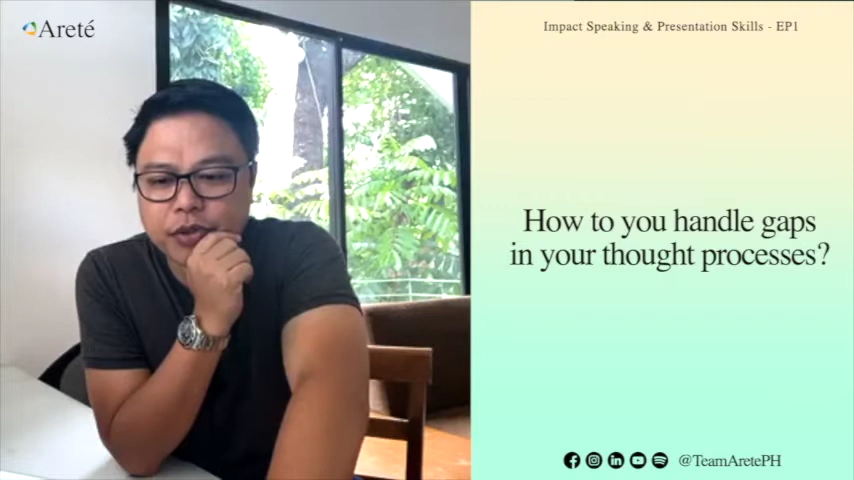 Areté
Impact Speaking & Presentation Skills - EP1
How to you handle gaps
in your thought processes?
@TeamAretePH